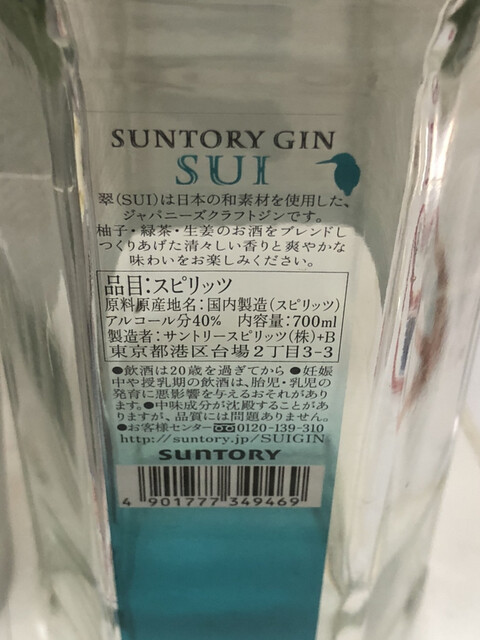 SUNTORY GIN
SUI
翠(SUI)は日本の和素材を使用した、
ジャパニーズクラフトジンです。
柚子・緑茶・生姜のお酒をブレンドし
つくりあげた清々しい香りと爽やかな
味わいをお楽しみください。
品目:スピリッツ
原料原産地名:国内製造(スピリッツ)
アルコール分40% 内容量:700ml
製造者:サントリースピリッツ(株)+B
東京都港区台場2丁目3-3
●飲酒は20歳を過ぎてから ●妊娠
中や授乳期の飲酒は、胎児・乳児の
発育に悪影響を与えるおそれがあり
ます。●中味成分が沈殿することがあ
りますが、品質には問題ありません。
●お客様センター 0120-139-310
http://suntory.jp/SUIGIN
SUNTORY
4 901777 349469